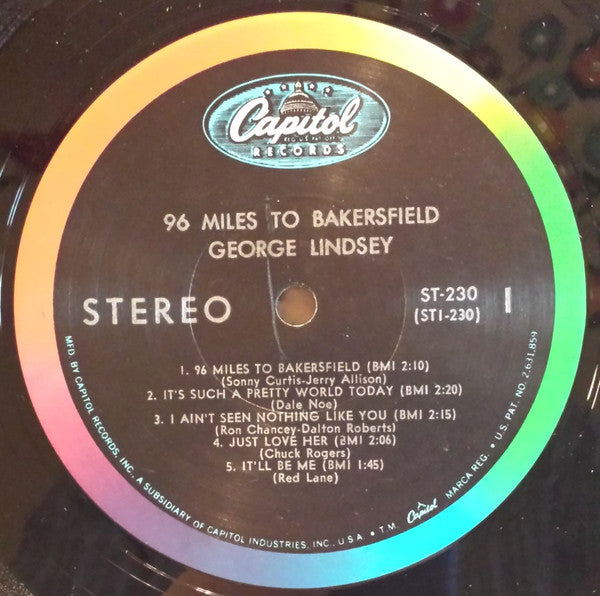 Capitol
REG. U.S. PAT. OFF.
RECORDS
96 MILES TO BAKERSFIELD
GEORGE LINDSEY
STEREO
ST-230
(ST1-230)
1
1. 96 MILES TO BAKERSFIELD (BMI 2:10)
(Sonny Curtis-Jerry Allison)
2. IT'S SUCH A PRETTY WORLD TODAY (BMI 2:20)
(Dale Noe)
3. I AIN'T SEEN NOTHING LIKE YOU (BMI 2:15)
(Ron Chancey-Dalton Roberts)
4. JUST LOVE HER (BMI 2:06)
(Chuck Rogers)
5. IT'LL BE ME (BMI 1:45)
(Red Lane)
MFD. BY CAPITOL RECORDS, INC., A SUBSIDIARY OF CAPITOL INDUSTRIES, INC., U.S.A. • T.M. Capitol MARCA REG. • U.S. PAT. NO. 2,631,859